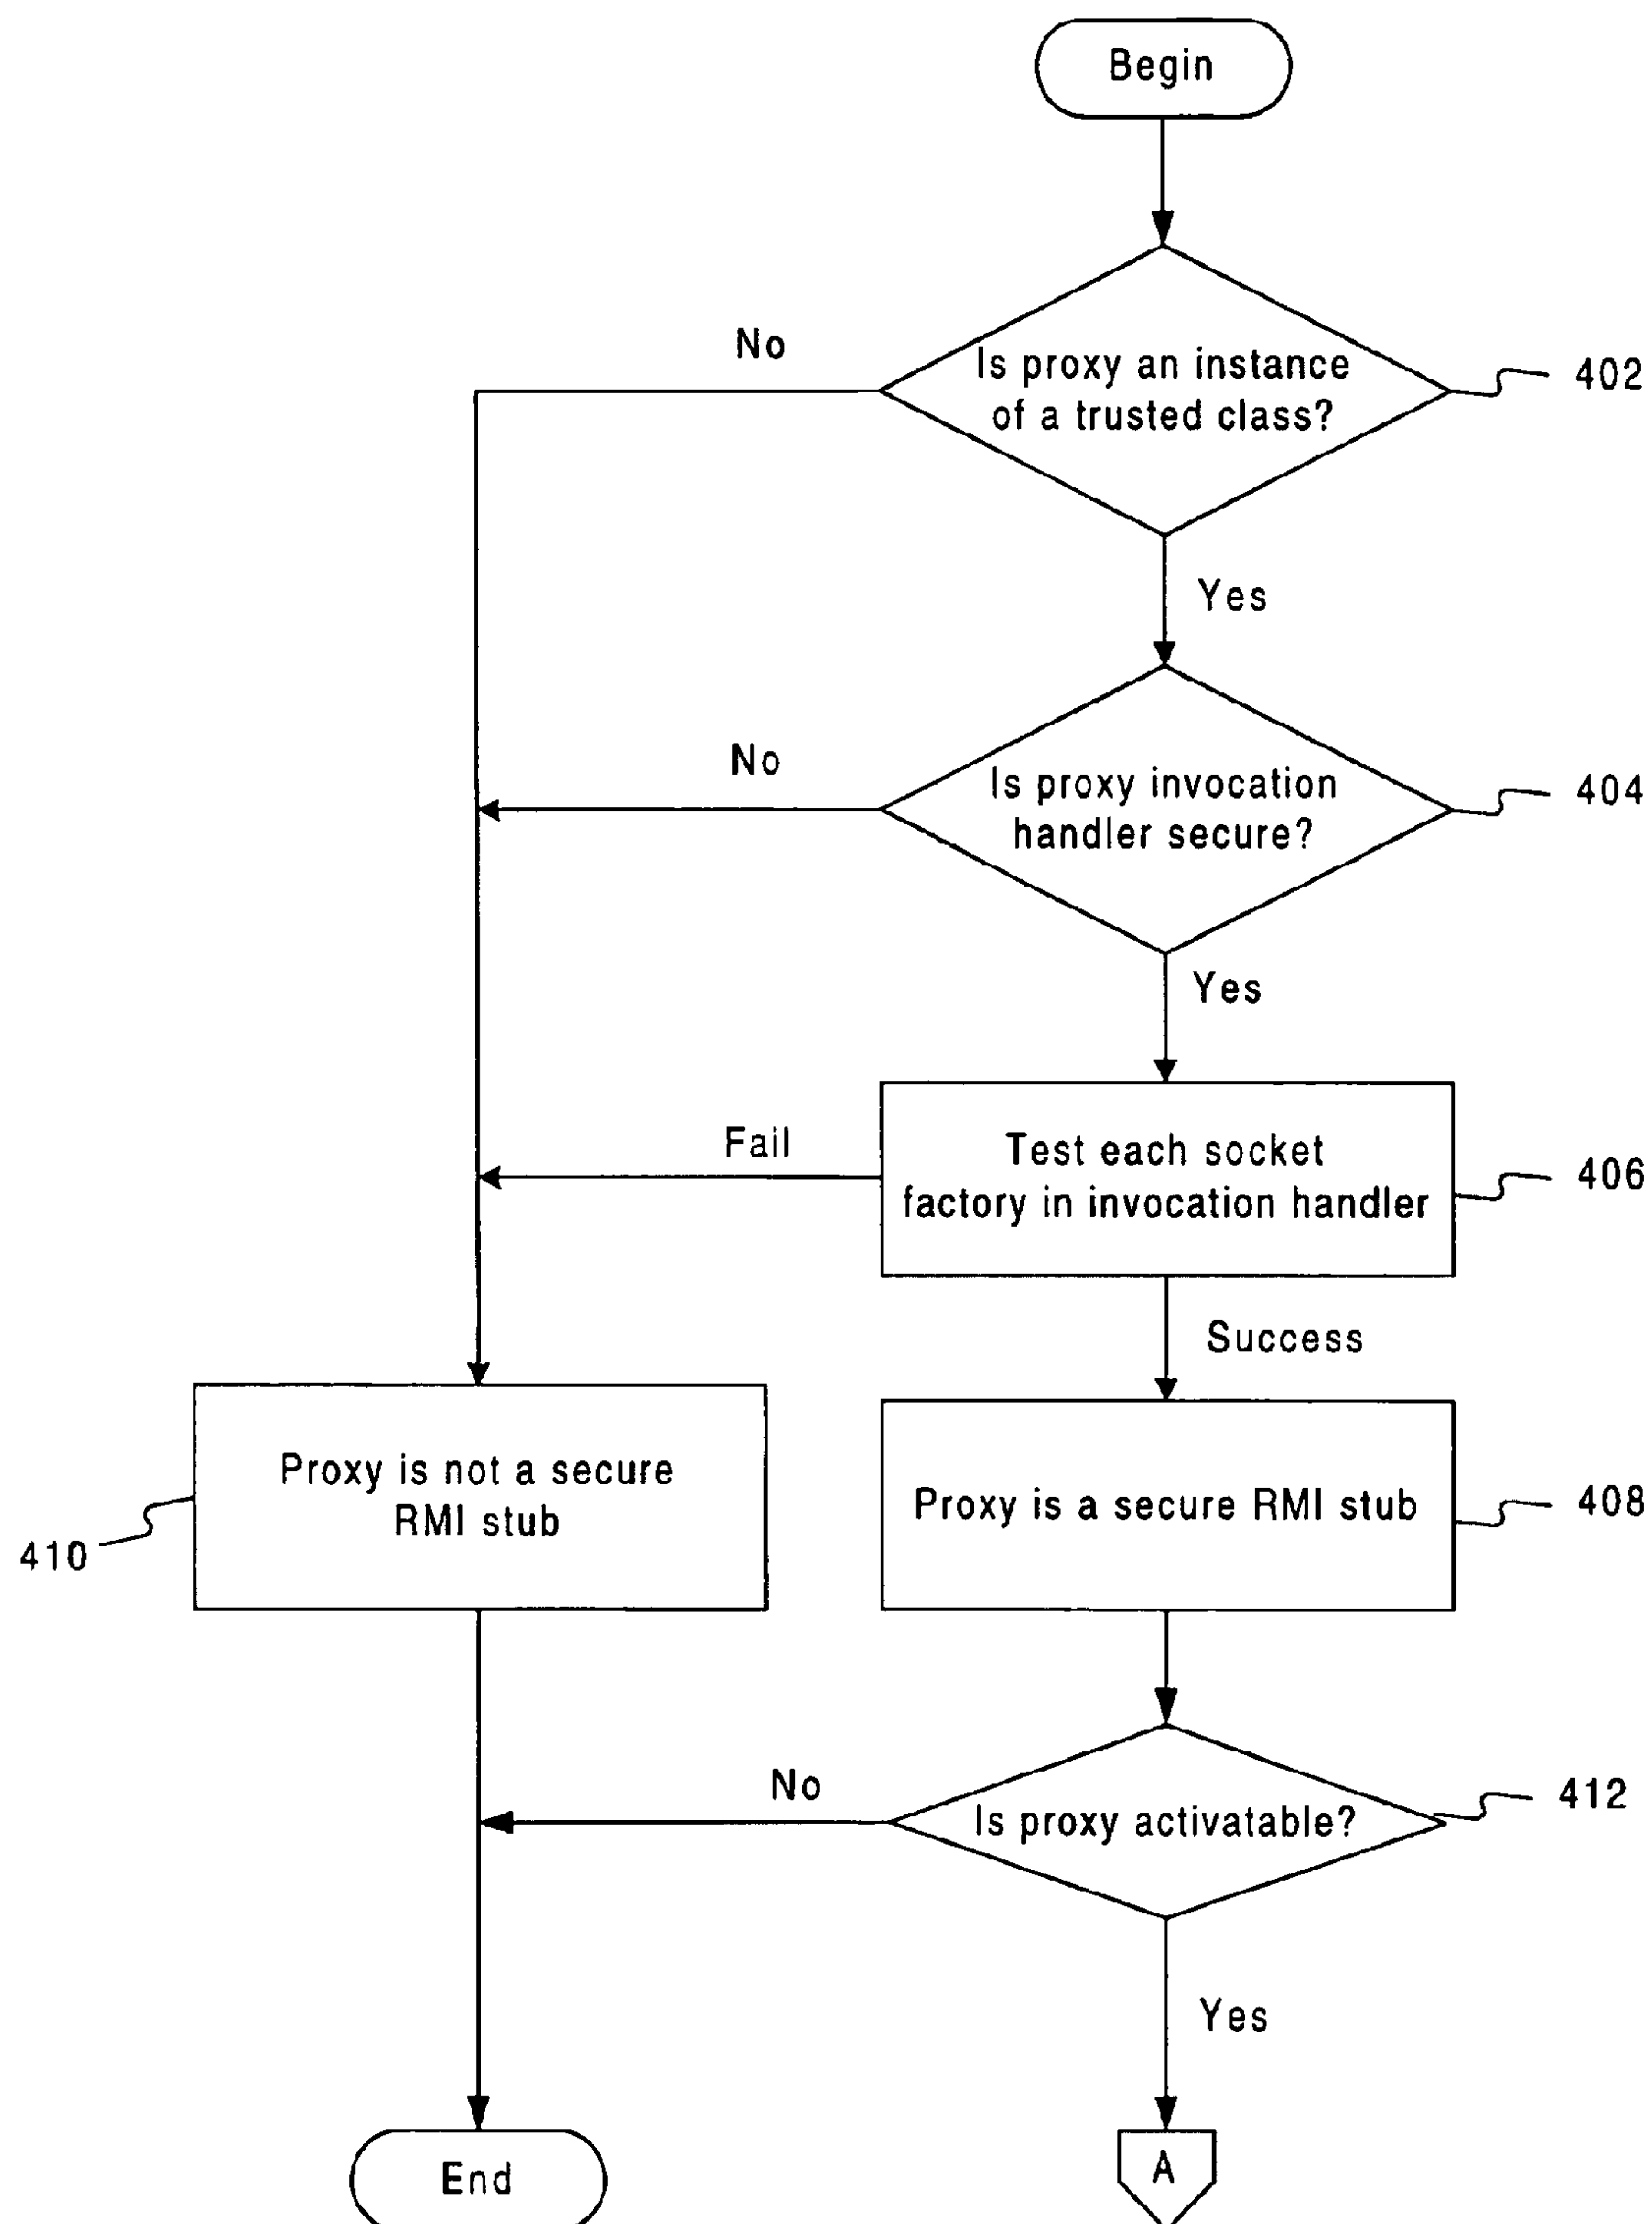 Begin
No
Is proxy an instance
of a trusted class?
402
Yes
No
Is proxy invocation
handler secure?
404
Yes
Fail
Test each socket
factory in invocation handler
406
Success
Proxy is not a secure
RMI stub
410
Proxy is a secure RMI stub
408
No
Is proxy activatable?
412
Yes
End
A